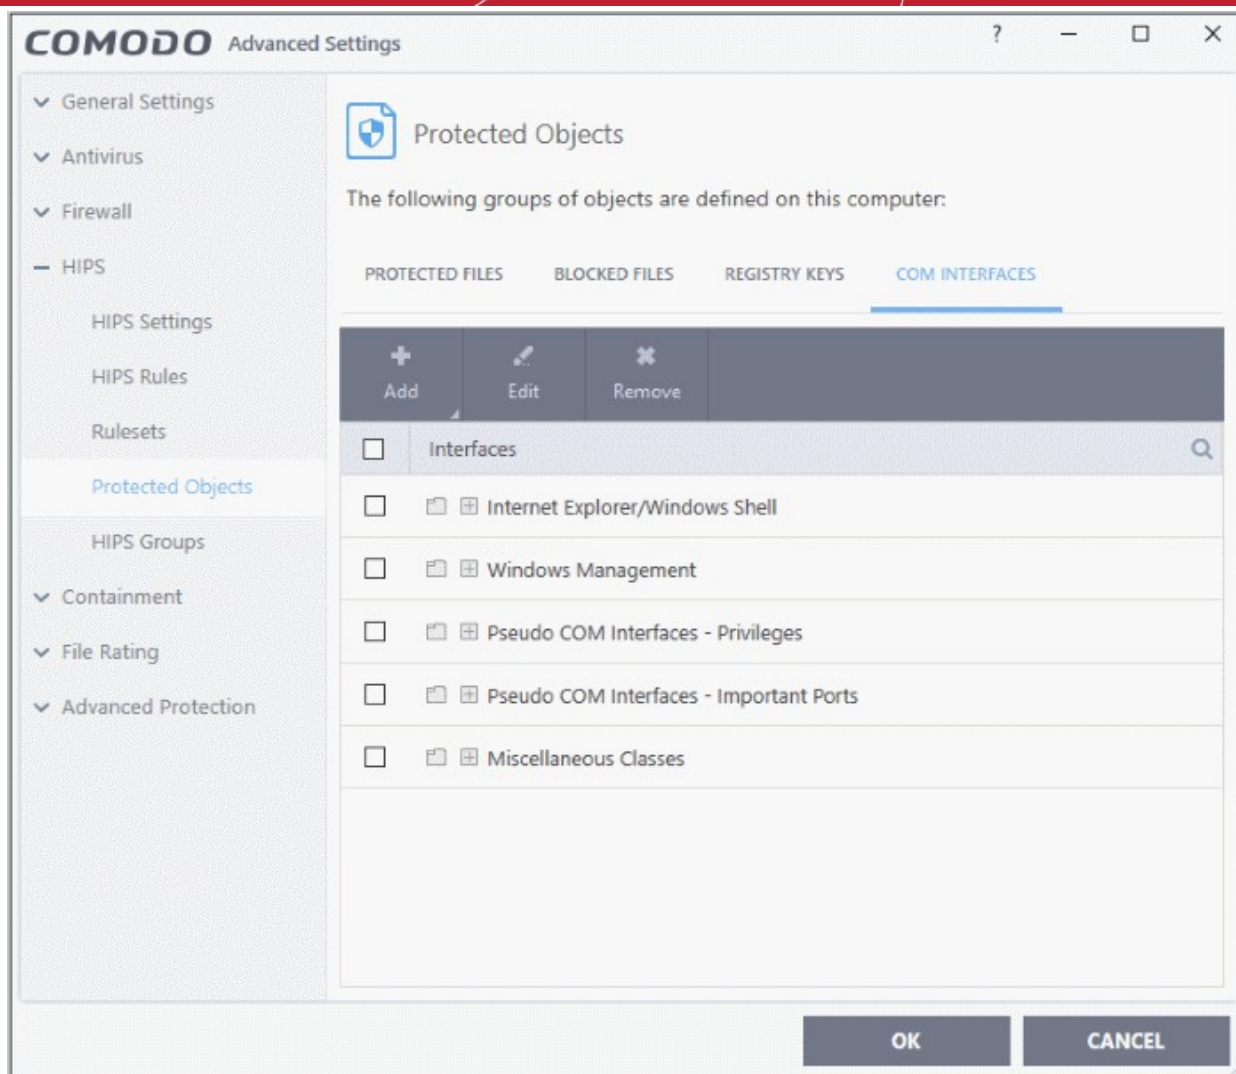 COMODO Advanced Settings ?
General Settings
Antivirus
Firewall
HIPS
HIPS Settings
HIPS Rules
Rulesets
Protected Objects
HIPS Groups
Containment
File Rating
Advanced Protection
Protected Objects
The following groups of objects are defined on this computer:
PROTECTED FILES BLOCKED FILES REGISTRY KEYS COM INTERFACES
Add Edit Remove
Interfaces
Internet Explorer/Windows Shell
Windows Management
Pseudo COM Interfaces - Privileges
Pseudo COM Interfaces - Important Ports
Miscellaneous Classes
OK CANCEL